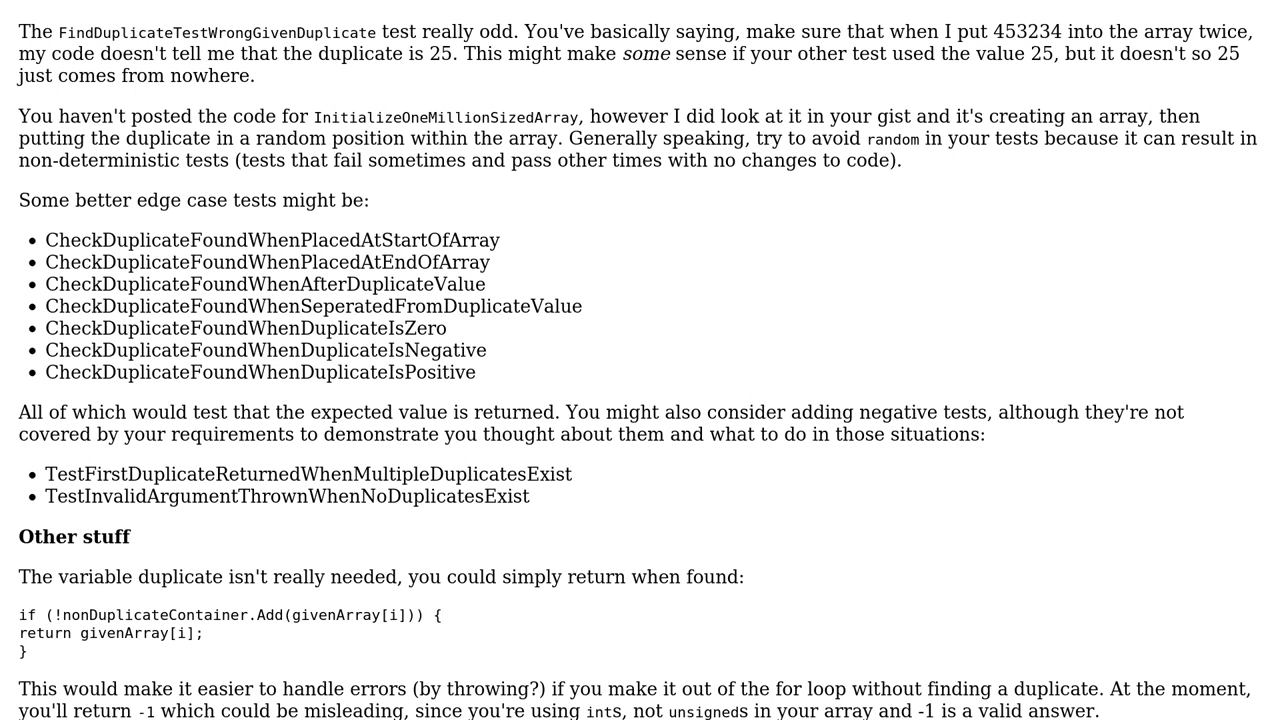 The FindDuplicateTestWrongGivenDuplicate test really odd. You've basically saying, make sure that when I put 453234 into the array twice,
my code doesn't tell me that the duplicate is 25. This might make some sense if your other test used the value 25, but it doesn't so 25
just comes from nowhere.
You haven't posted the code for InitializeOneMillionSizedArray, however I did look at it in your gist and it's creating an array, then
putting the duplicate in a random position within the array. Generally speaking, try to avoid random in your tests because it can result in
non-deterministic tests (tests that fail sometimes and pass other times with no changes to code).
Some better edge case tests might be:
• CheckDuplicateFoundWhenPlacedAtStartOfArray
• CheckDuplicateFoundWhenPlacedAtEndOfArray
• CheckDuplicateFoundWhenAfterDuplicateValue
• CheckDuplicateFoundWhenSeperatedFromDuplicateValue
• CheckDuplicateFoundWhenDuplicateIsZero
• CheckDuplicateFoundWhenDuplicateIsNegative
• CheckDuplicateFoundWhenDuplicateIsPositive
All of which would test that the expected value is returned. You might also consider adding negative tests, although they're not
covered by your requirements to demonstrate you thought about them and what to do in those situations:
• TestFirstDuplicateReturnedWhenMultipleDuplicatesExist
• TestInvalidArgumentThrownWhenNoDuplicatesExist
Other stuff
The variable duplicate isn't really needed, you could simply return when found:
if (!nonDuplicateContainer.Add(givenArray[i])) {
return givenArray[i];
}
This would make it easier to handle errors (by throwing?) if you make it out of the for loop without finding a duplicate. At the moment,
you'll return -1 which could be misleading, since you're using ints, not unsigneds in your array and -1 is a valid answer.